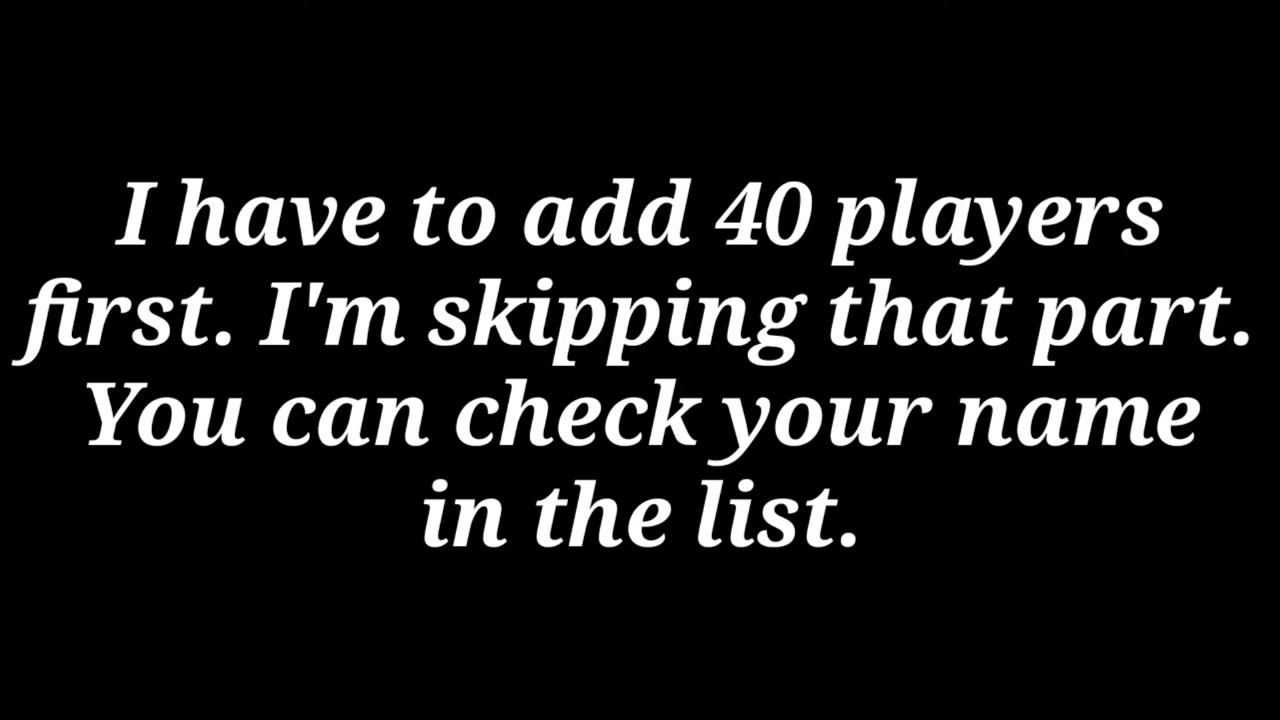 I have to add 40 players
first. I'm skipping that part.
You can check your name
in the list.